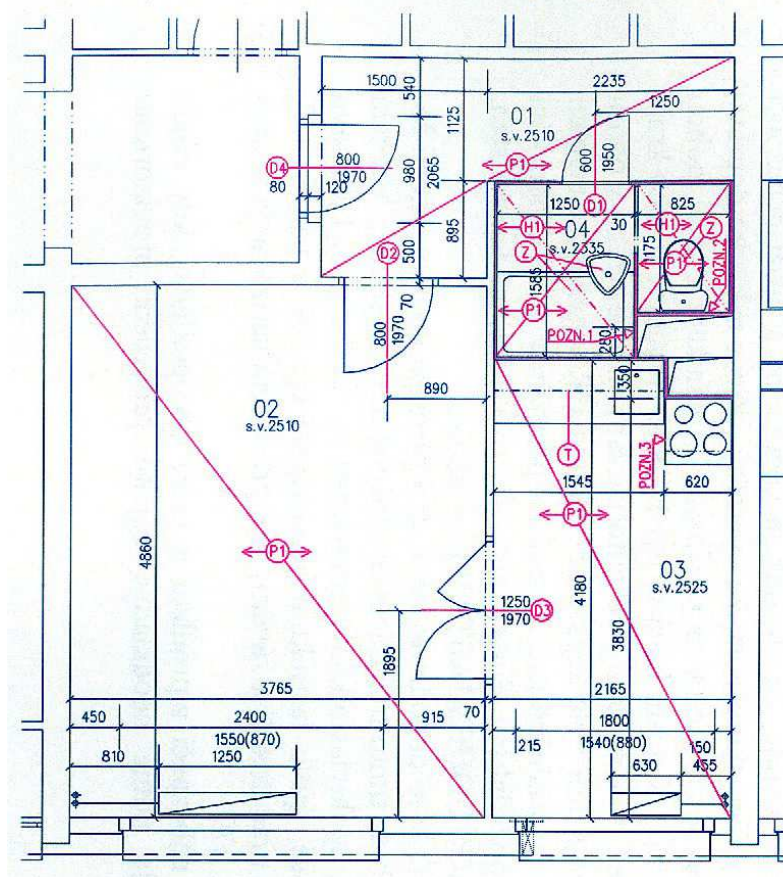 1500
540
2235
1250
1125
01
s.v.2510
P1
600
1950
D4
800
1970
980
2065
80
120
1250
D1
825
895
H1
04
30
H1
Z
s.v.2335
Z
1175
P1
POZN.2
D2
500
70
1585
P1
POZN.1
280
800
1970
350
890
02
s.v.2510
T
POZN.3
1545
620
P1
P1
4860
03
s.v.2525
1250
1970
D3
4180
3830
1895
3765
70
2165
450
2400
915
1800
1550(870)
215
1540(880)
150
810
1250
630
455